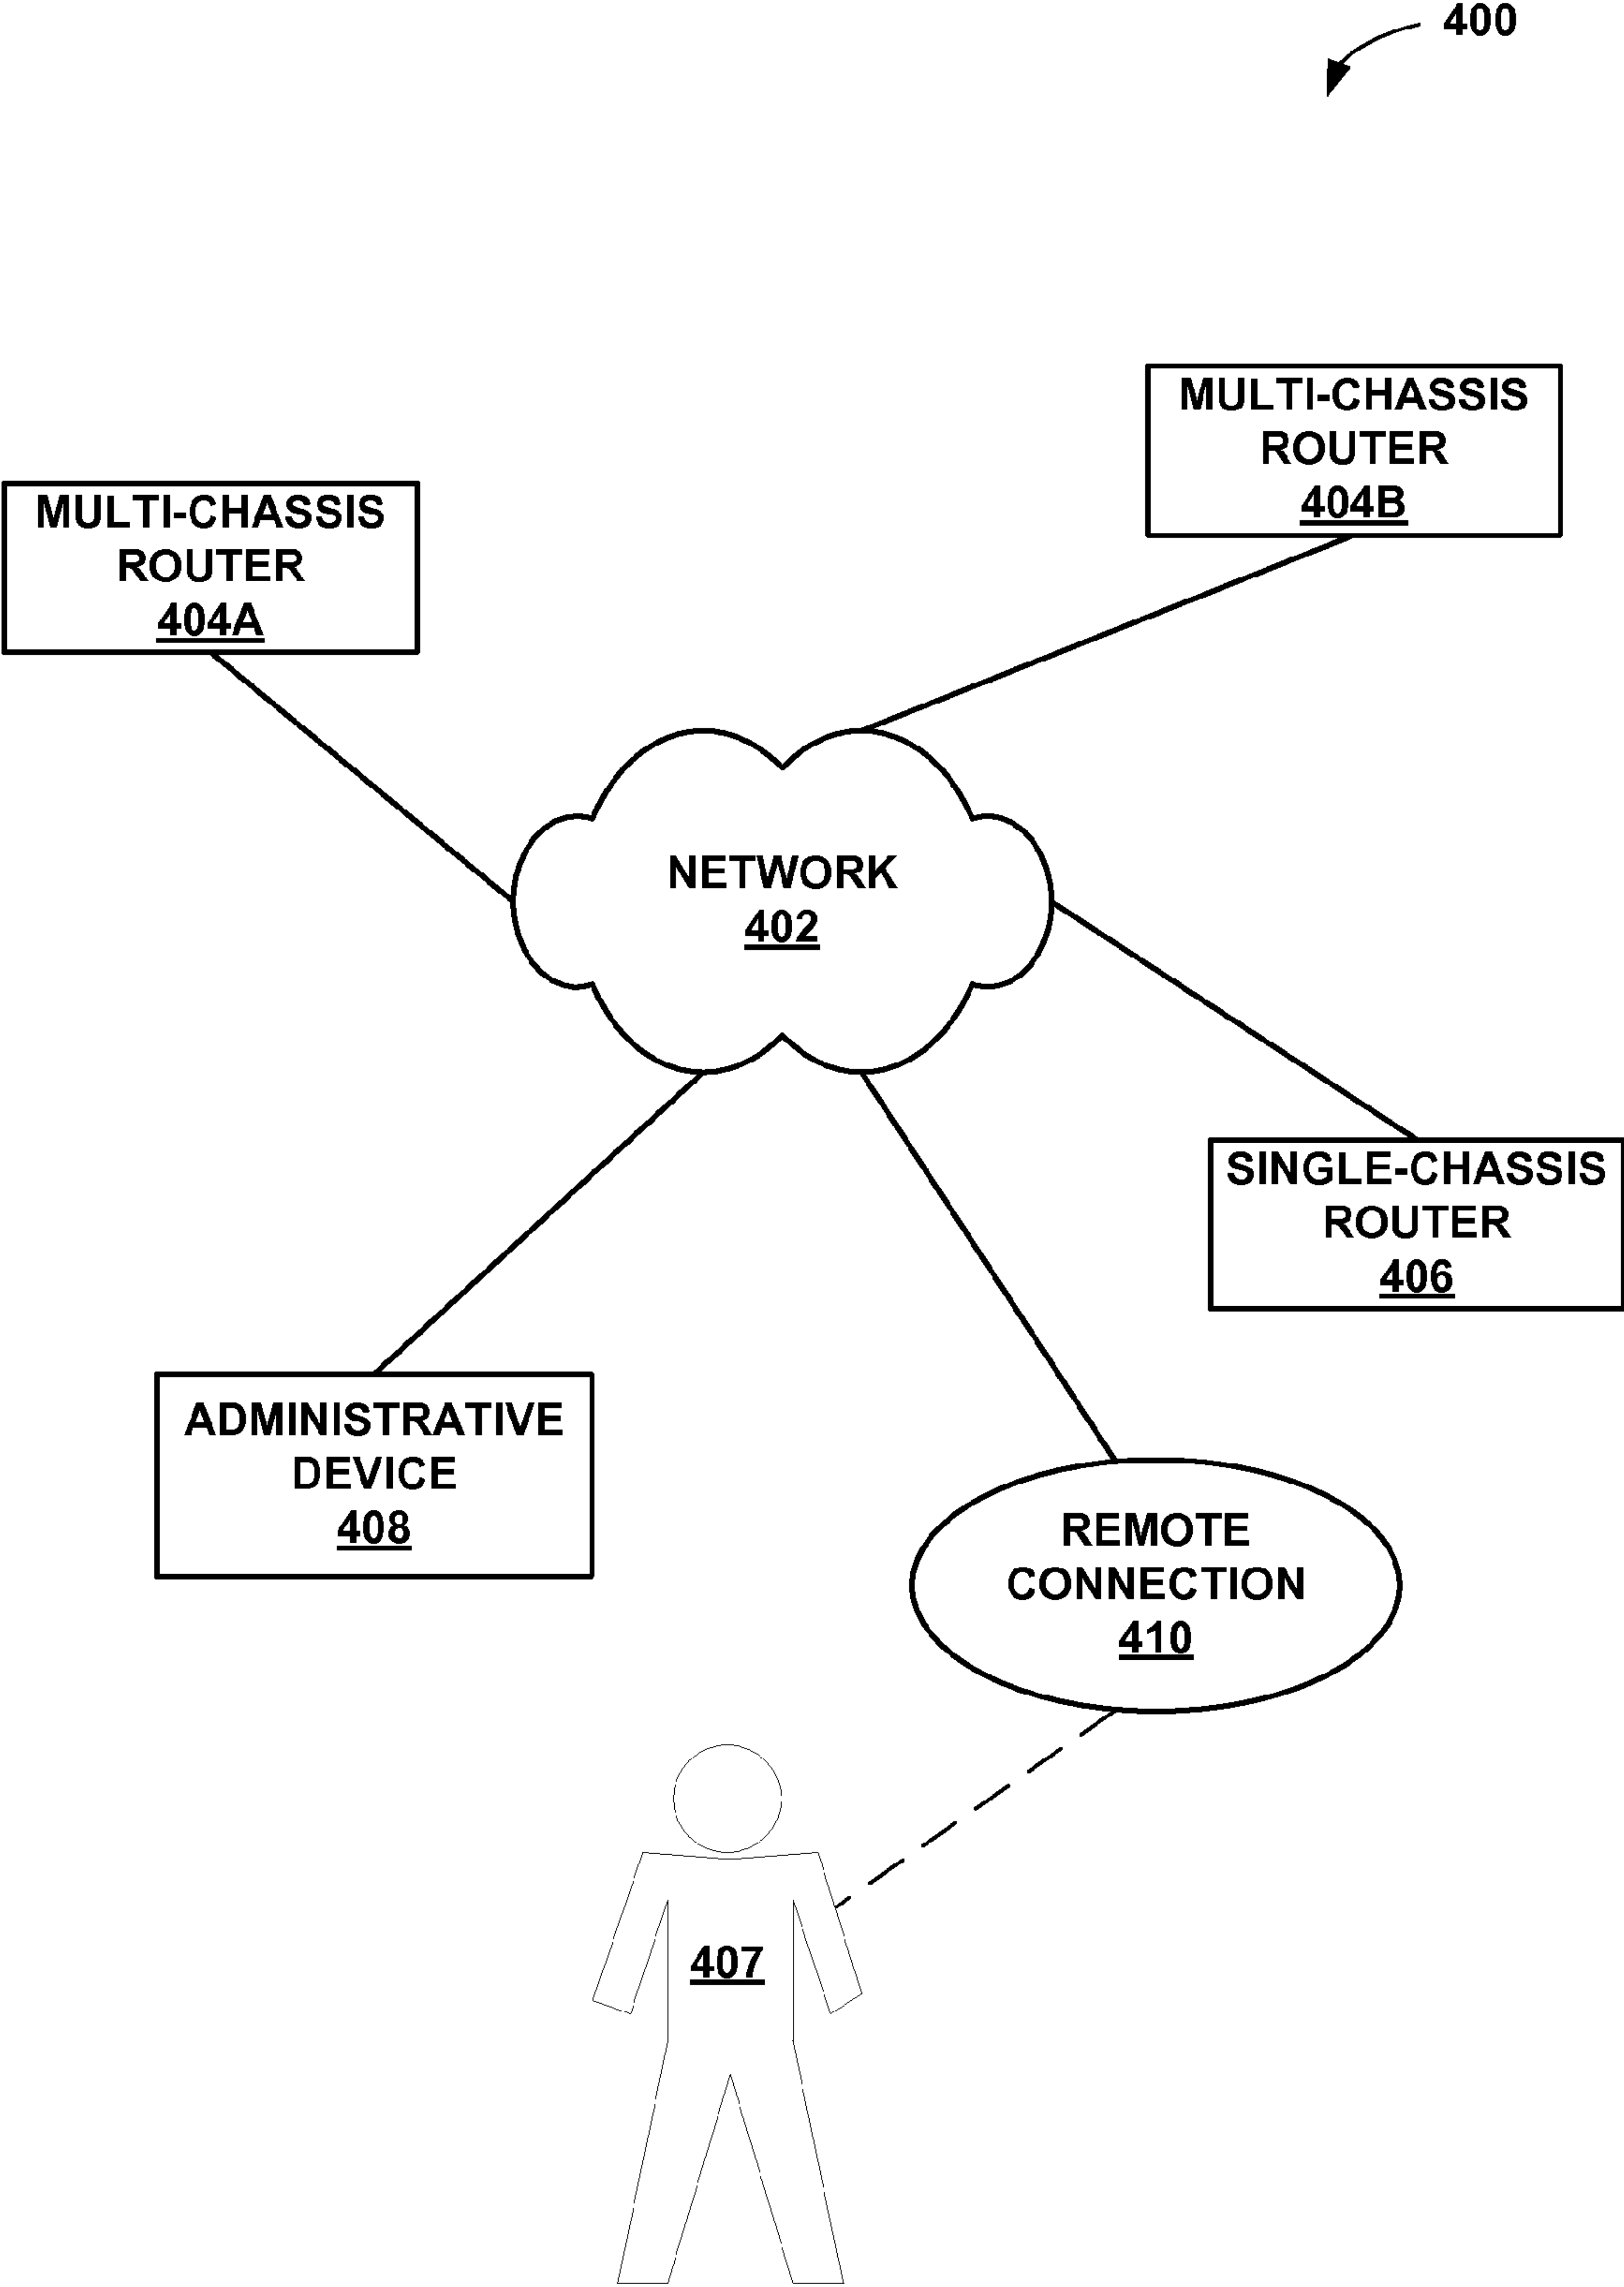 400
MULTI-CHASSIS
ROUTER
404B
MULTI-CHASSIS
ROUTER
404A
NETWORK
402
SINGLE-CHASSIS
ROUTER
406
ADMINISTRATIVE
DEVICE
408
REMOTE
CONNECTION
410
407